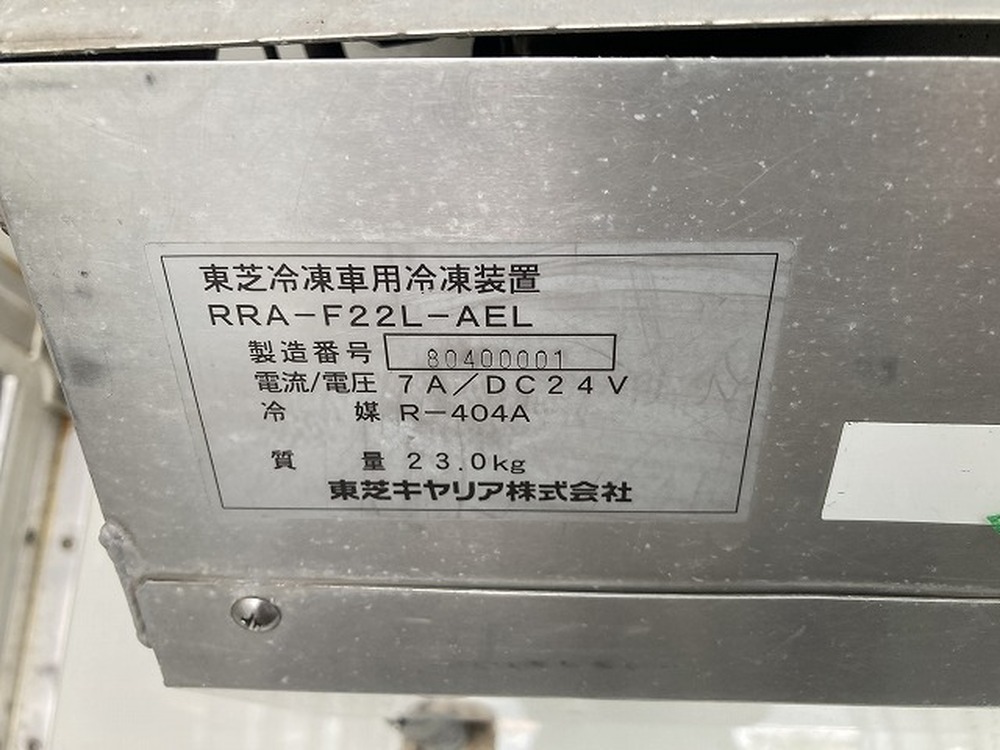 東芝冷凍車用冷凍装置
RRA-F22L-AEL
製造番号 80400001
電流/電圧 7A/DC24V
冷 媒 R-404A
質 量 23.0kg
東芝キヤリア株式会社